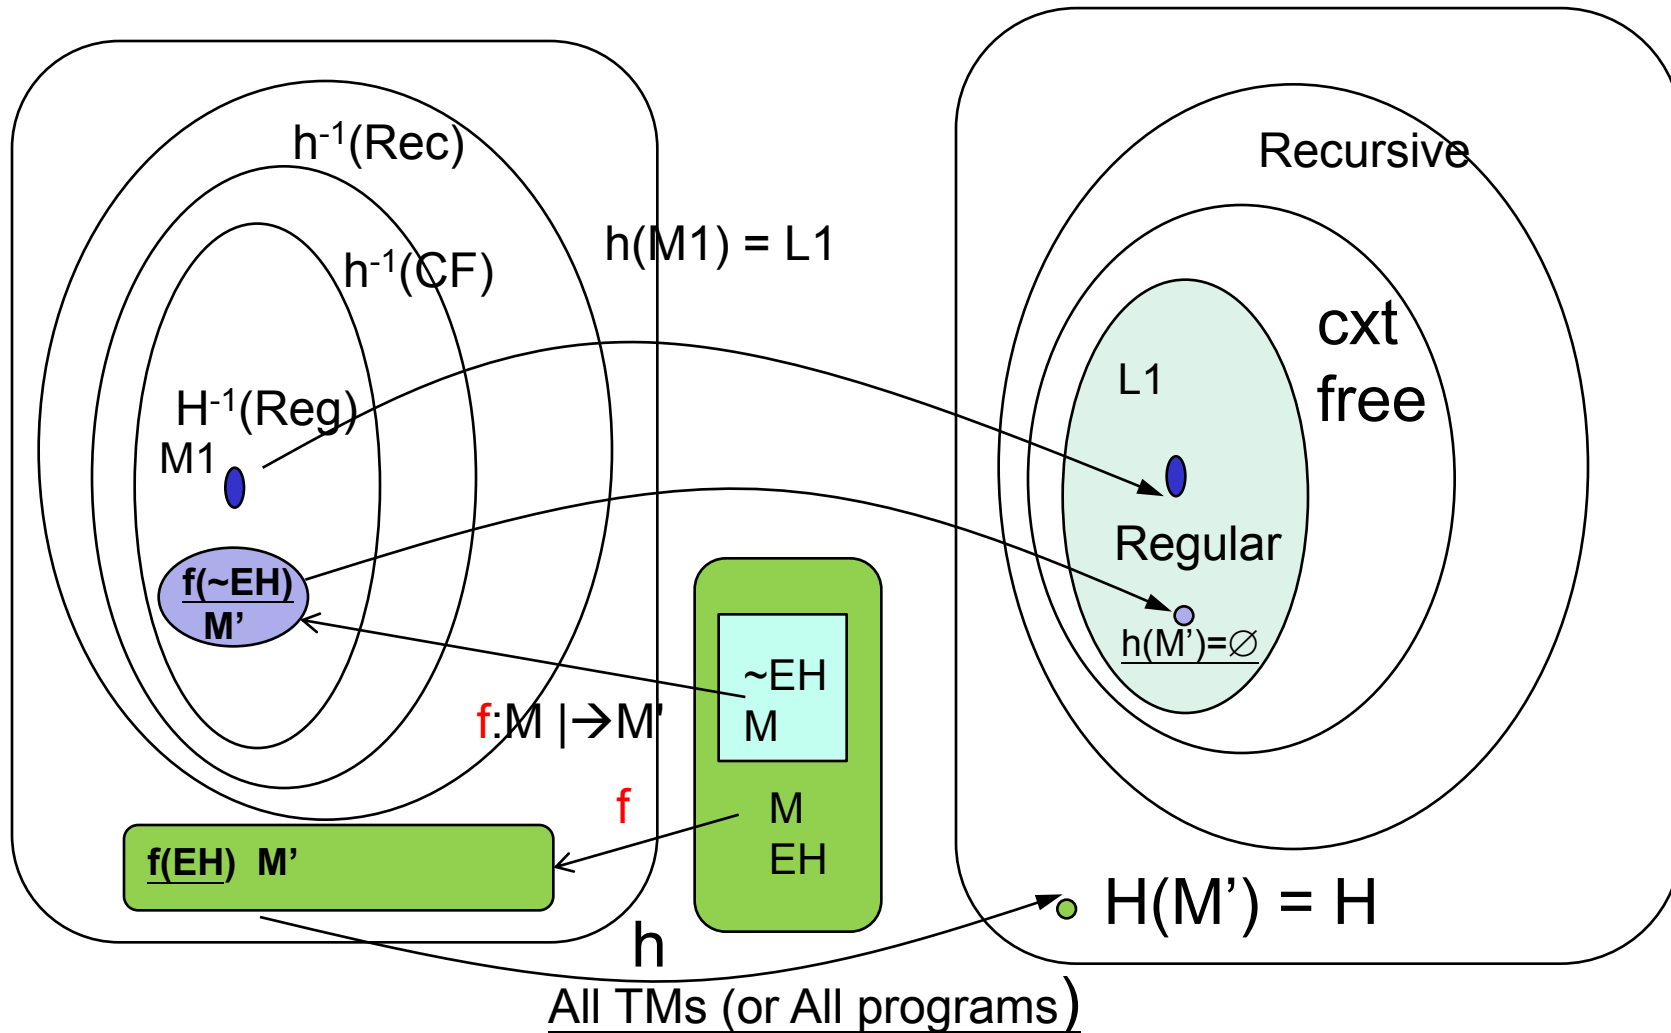 h-1(Rec)
h-1(CF)
H-1(Reg)
M1
f(~EH)
M’
f(EH) M’
h(M1) = L1
f:M |→M'
f
~EH
M
M
EH
h
All TMs (or All programs)
Recursive
cxt
free
L1
Regular
h(M’)=∅
H(M’) = H